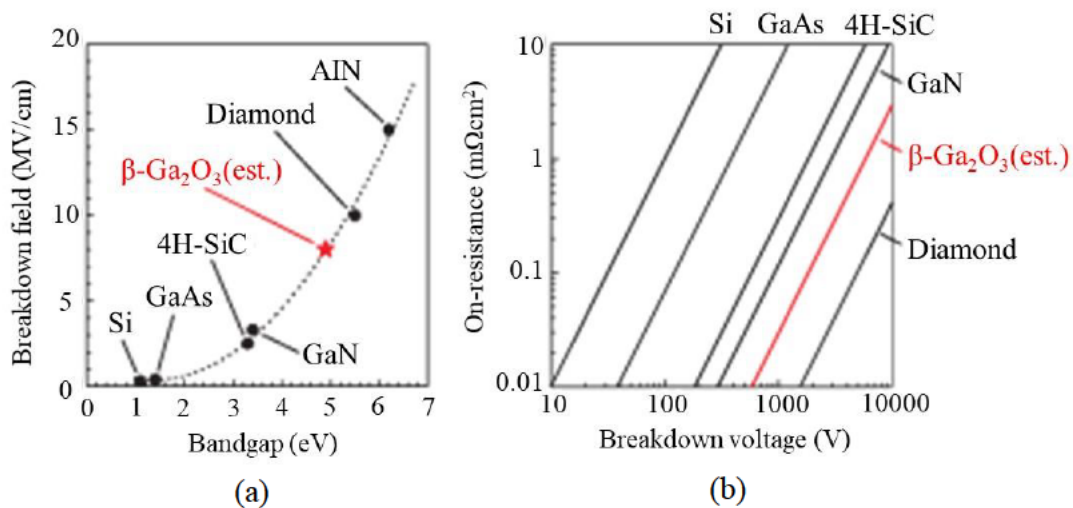 20
15
10
5
0
Breakdown field (MV/cm)
AlN
Diamond
β-Ga₂O₃(est.)
4H-SiC
GaAs
Si
GaN
0 1 2 3 4 5 6 7
Bandgap (eV)
(a)
Si GaAs 4H-SiC
10
1
0.1
0.01
On-resistance (mΩcm²)
GaN
β-Ga₂O₃(est.)
Diamond
10 100 1000 10000
Breakdown voltage (V)
(b)